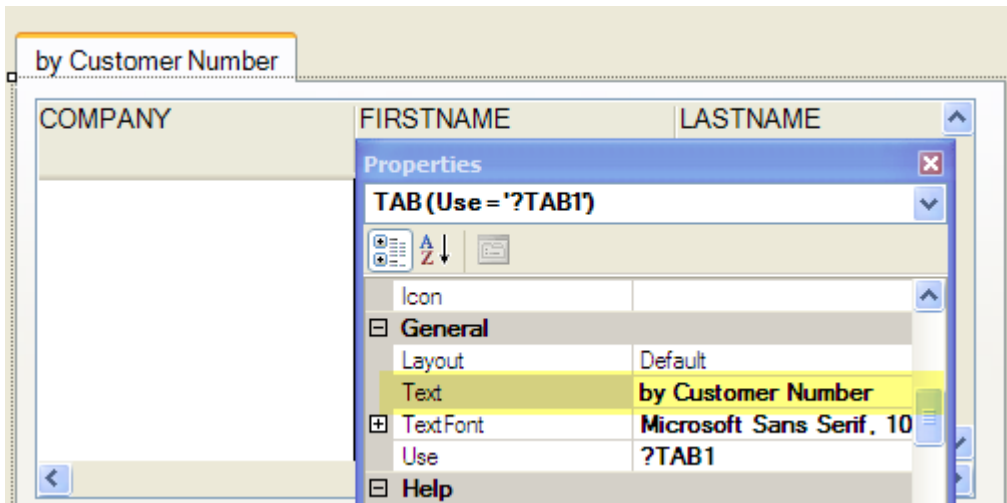 by Customer Number
COMPANY FIRSTNAME LASTNAME
Properties
TAB (Use = '?TAB1')
Icon
General
Layout Default
Text by Customer Number
TextFont Microsoft Sans Serif, 10
Use ?TAB1
Help